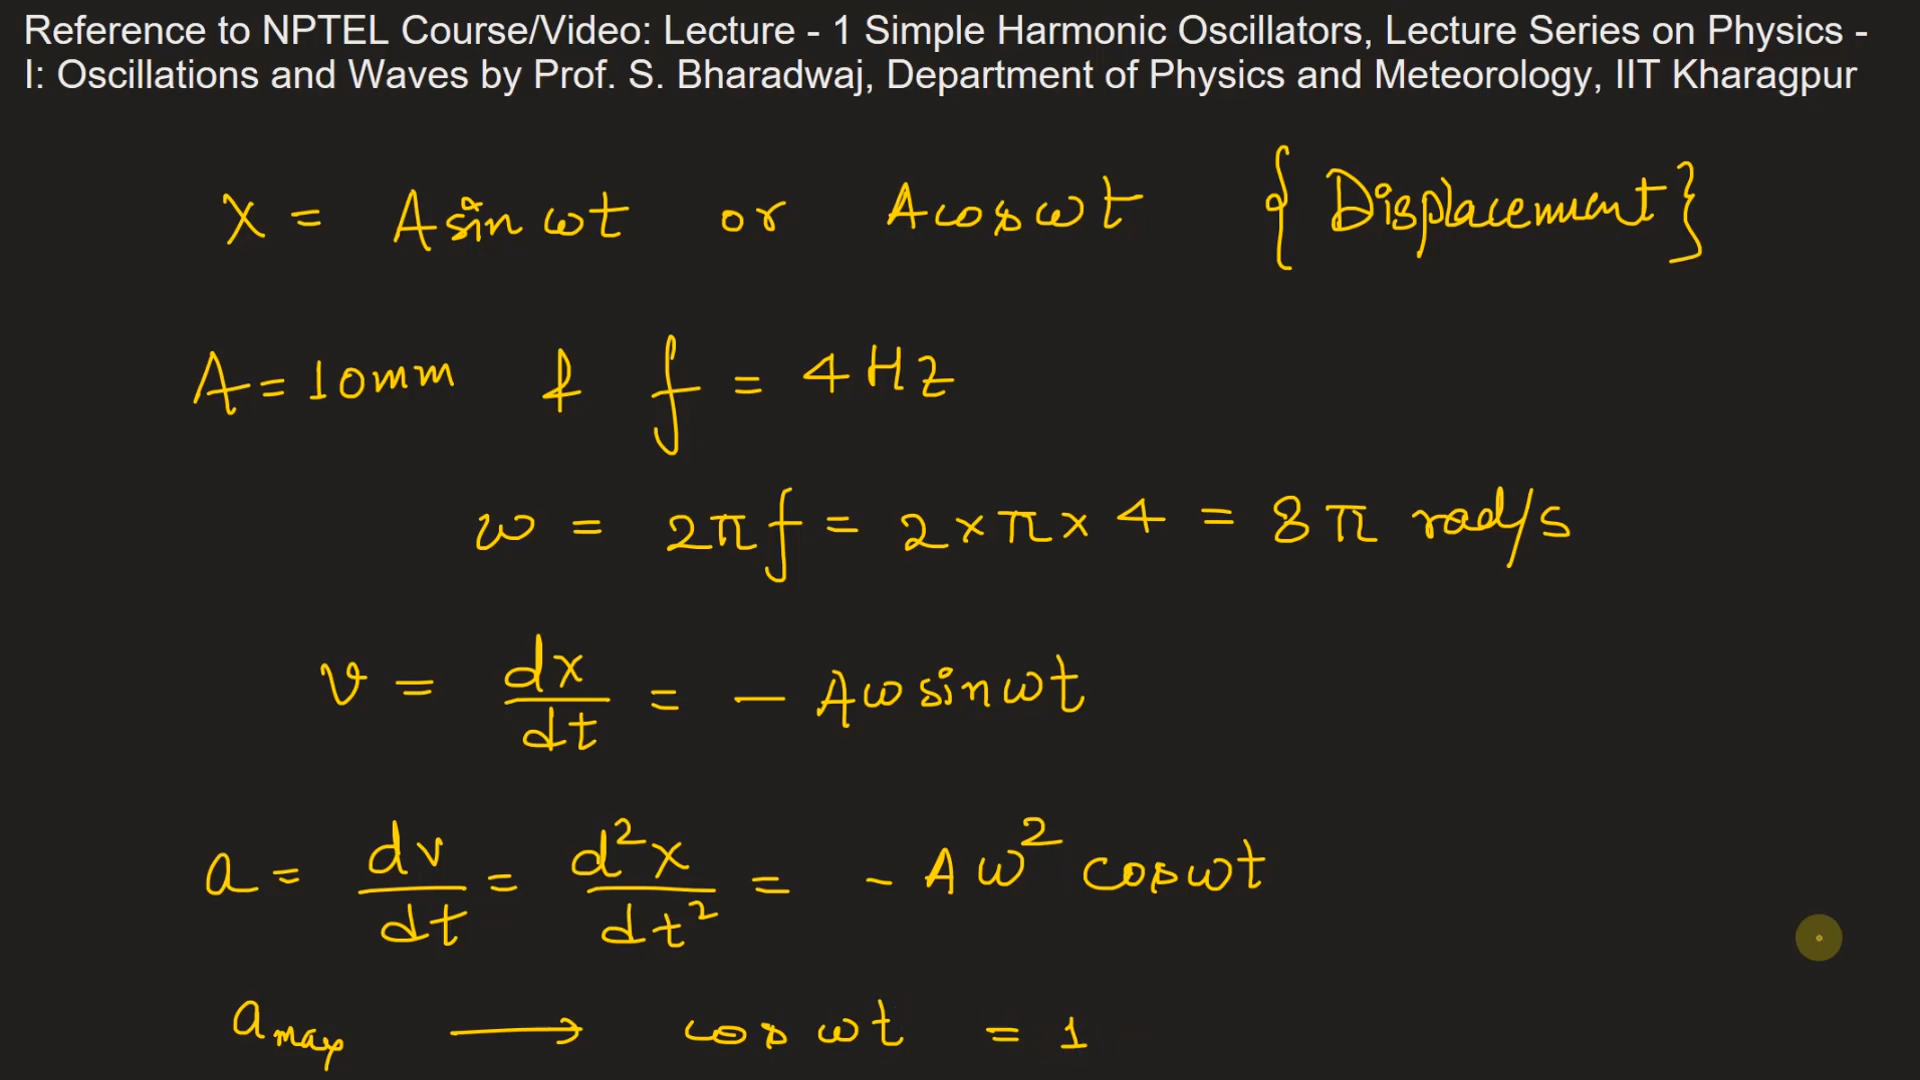 Reference to NPTEL Course/Video: Lecture - 1 Simple Harmonic Oscillators, Lecture Series on Physics -
I: Oscillations and Waves by Prof. S. Bharadwaj, Department of Physics and Meteorology, IIT Kharagpur
x = A sin ωt or A cos ωt { Displacement }
A = 10mm & f = 4 Hz
ω = 2πf = 2 × π × 4 = 8π rad/s
v = dx/dt = - Aω sin ωt
a = dv/dt = d²x/dt² = - Aω² cos ωt
a max ⟶ cos ωt = 1